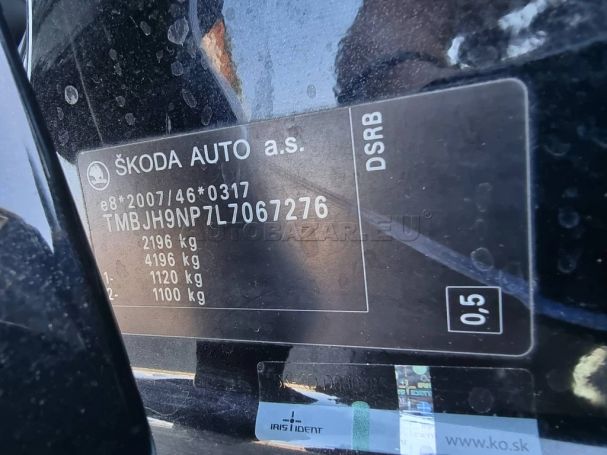 ŠKODA AUTO a.s.
DSRB
e8*2007/46*0317
TMBJH9NP7L7067276
2196 kg
4196 kg
1- 1120 kg
2- 1100 kg
0,5
AUTOBAZAR.EU
IRIS IDENT
www.ko.sk